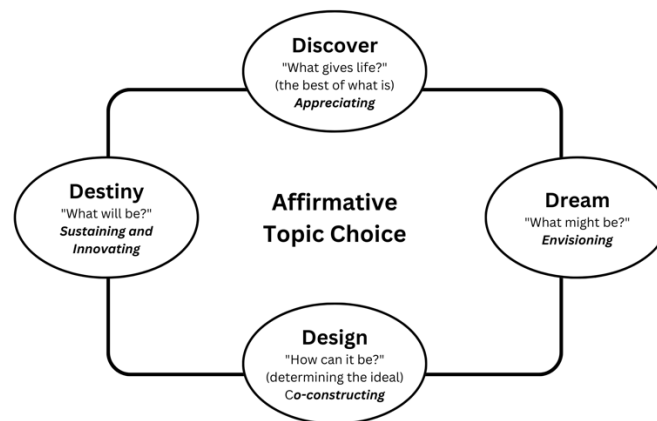 Discover
"What gives life?"
(the best of what is)
Appreciating
Destiny
"What will be?"
Sustaining and
Innovating
Affirmative
Topic Choice
Dream
"What might be?"
Envisioning
Design
"How can it be?"
(determining the ideal)
Co-constructing